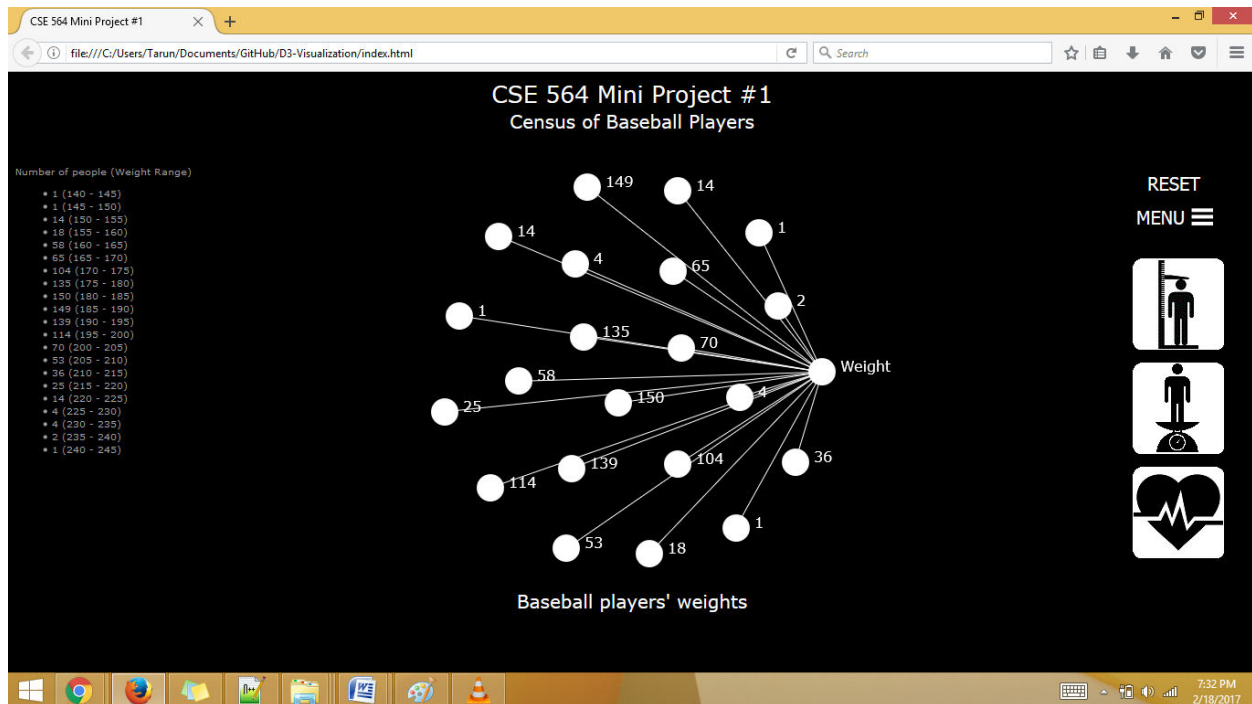 CSE 564 Mini Project #1
file:///C:/Users/Tarun/Documents/GitHub/D3-Visualization/index.html
Search
CSE 564 Mini Project #1
Census of Baseball Players
Number of people (Weight Range)
• 1 (140 - 145)
• 1 (145 - 150)
• 14 (150 - 155)
• 18 (155 - 160)
• 58 (160 - 165)
• 65 (165 - 170)
• 104 (170 - 175)
• 135 (175 - 180)
• 150 (180 - 185)
• 149 (185 - 190)
• 139 (190 - 195)
• 114 (195 - 200)
• 70 (200 - 205)
• 53 (205 - 210)
• 36 (210 - 215)
• 25 (215 - 220)
• 14 (220 - 225)
• 4 (225 - 230)
• 4 (230 - 235)
• 2 (235 - 240)
• 1 (240 - 245)
149
14
1
14
4
65
2
1
135
70
Weight
58
150
4
25
139
104
36
114
53
18
1
Baseball players' weights
RESET
MENU
7:32 PM
2/18/2017